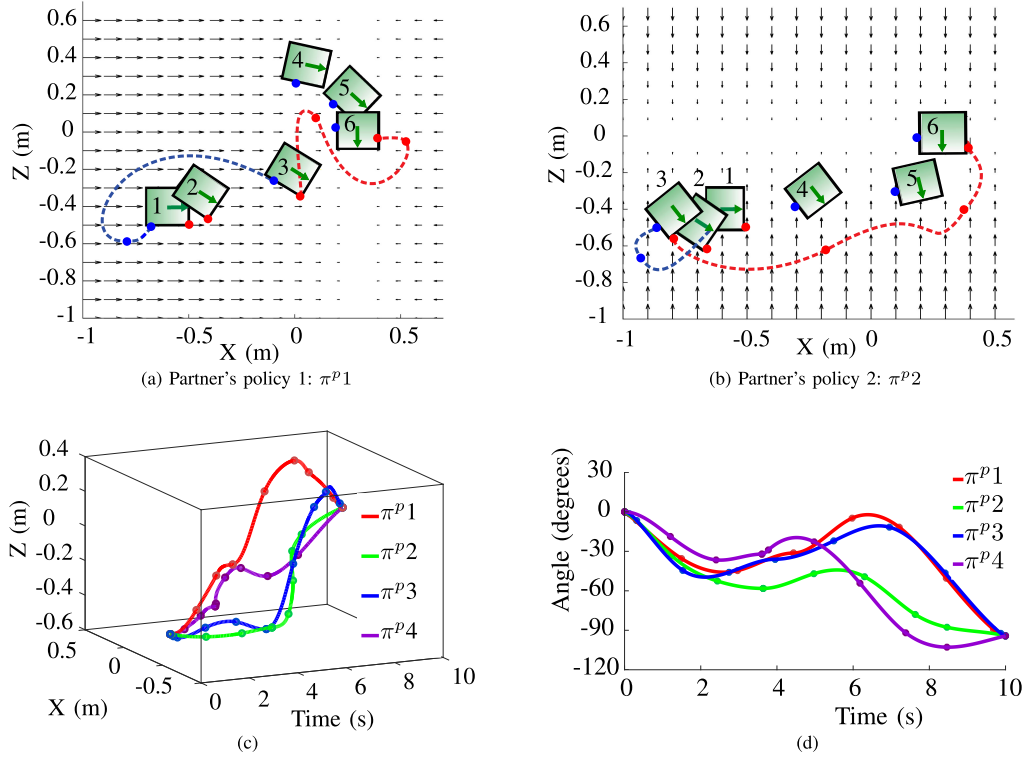 0.6
0.4
0.2
0
-0.2
-0.4
-0.6
-0.8
-1
Z (m)
-1 -0.5 0 0.5
X (m)
1 2 3 4 5 6
(a) Partner's policy 1: π^p1
0.6
0.4
0.2
0
-0.2
-0.4
-0.6
-0.8
-1
Z (m)
-1 -0.5 0 0.5
X (m)
3 2 1 4 5 6
(b) Partner's policy 2: π^p2
0.4
0.2
0
-0.2
-0.4
-0.6
Z (m)
0.5 0 -0.5
X (m)
0 2 4 6 8 10
Time (s)
π^p1
π^p2
π^p3
π^p4
(c)
30
0
-30
-60
-90
-120
Angle (degrees)
0 2 4 6 8 10
Time (s)
π^p1
π^p2
π^p3
π^p4
(d)